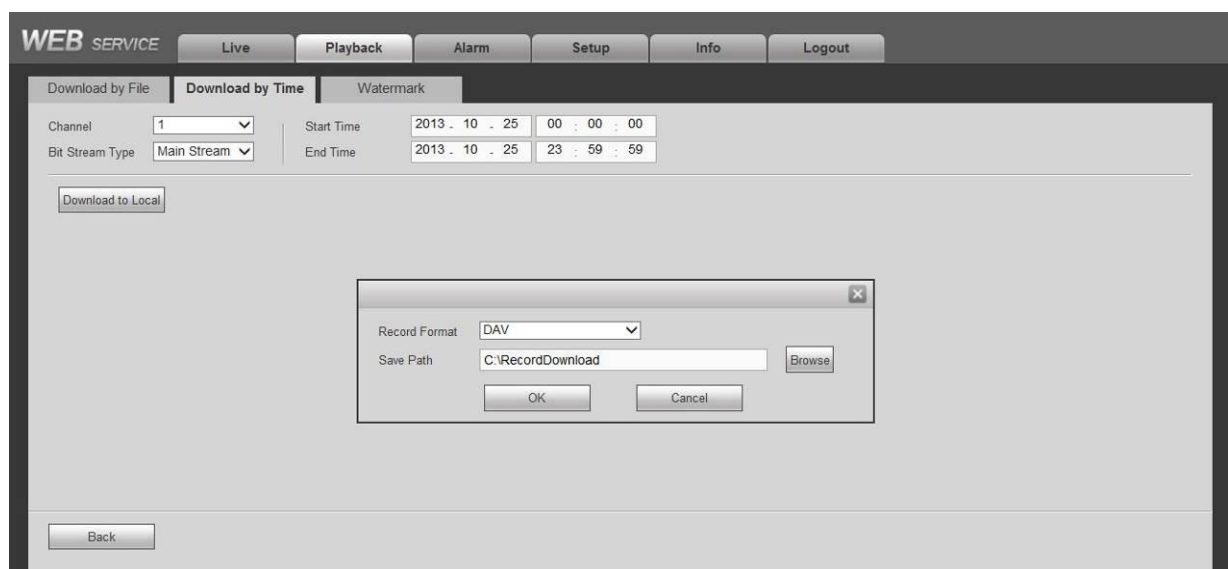 WEB SERVICE Live Playback Alarm Setup Info Logout
Download by File Download by Time Watermark
Channel 1 Start Time 2013 - 10 - 25 00 : 00 : 00
Bit Stream Type Main Stream End Time 2013 - 10 - 25 23 : 59 : 59
Download to Local
Record Format DAV
Save Path C:\RecordDownload Browse
OK Cancel
Back